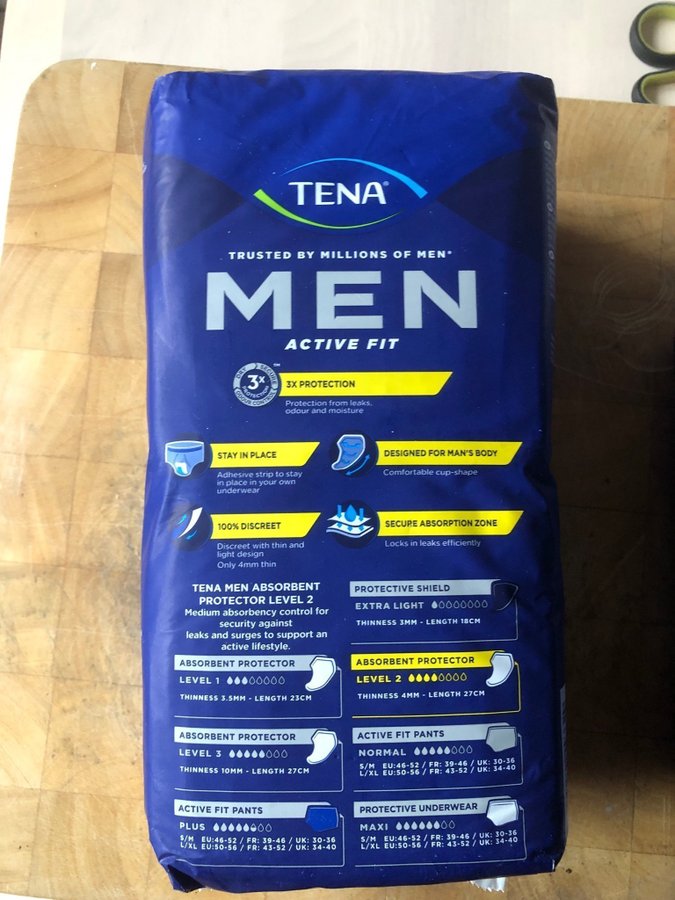 TENA®
TRUSTED BY MILLIONS OF MEN*
MEN
ACTIVE FIT
3X
PROTECTION
3X PROTECTION
Protection from leaks,
odour and moisture
STAY IN PLACE
Adhesive strip to stay
in place in your own
underwear
DESIGNED FOR MAN'S BODY
Comfortable cup-shape
100% DISCREET
Discreet with thin and
light design
Only 4mm thin
SECURE ABSORPTION ZONE
Locks in leaks efficiently
TENA MEN ABSORBENT
PROTECTOR LEVEL 2
Medium absorbency control for
security against
leaks and surges to support an
active lifestyle.
PROTECTIVE SHIELD
EXTRA LIGHT
THINNESS 3MM - LENGTH 18CM
ABSORBENT PROTECTOR
LEVEL 1
THINNESS 3.5MM - LENGTH 23CM
ABSORBENT PROTECTOR
LEVEL 2
THINNESS 4MM - LENGTH 27CM
ABSORBENT PROTECTOR
LEVEL 3
THINNESS 10MM - LENGTH 27CM
ACTIVE FIT PANTS
NORMAL
S/M EU:46-52 / FR: 39-46 / UK: 30-36
L/XL EU:50-56 / FR: 43-52 / UK: 34-40
ACTIVE FIT PANTS
PLUS
S/M EU:46-52 / FR: 39-46 / UK: 30-36
L/XL EU:50-56 / FR: 43-52 / UK: 34-40
PROTECTIVE UNDERWEAR
MAXI
S/M EU:46-52 / FR: 39-46 / UK: 30-36
L/XL EU:50-56 / FR: 43-52 / UK: 34-40